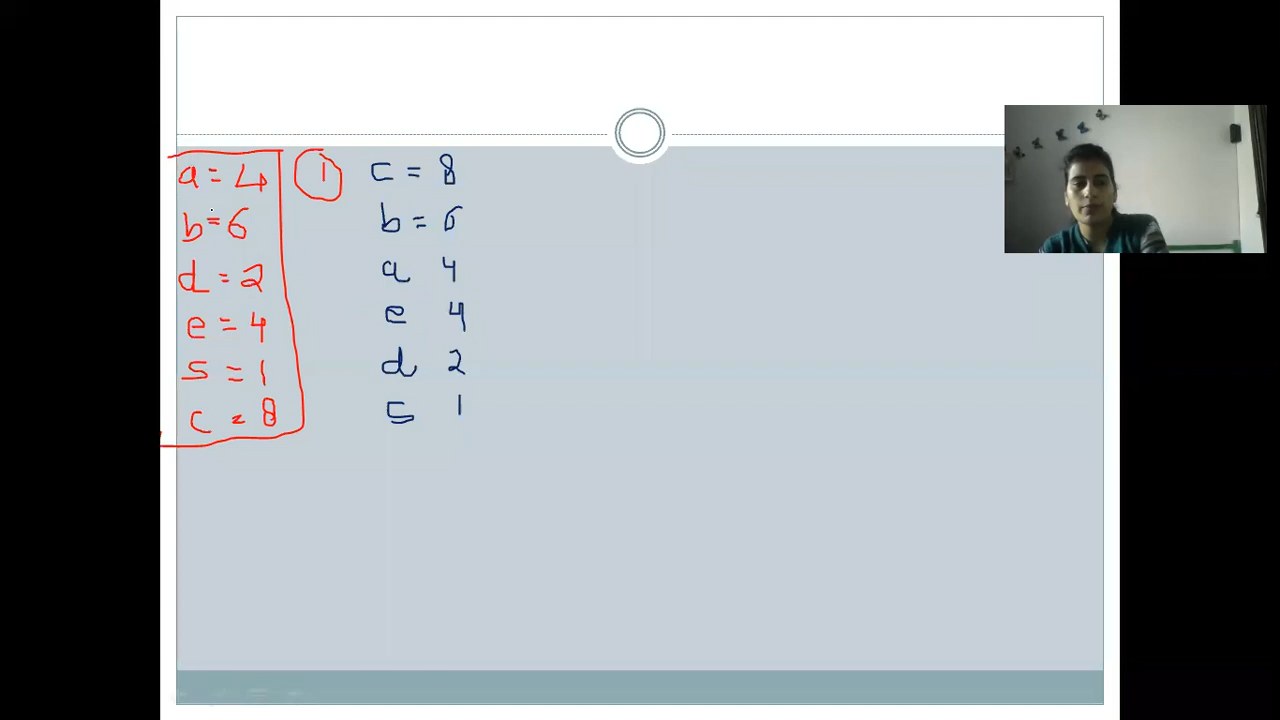 a = 4
b = 6
d = 2
e = 4
s = 1
c = 8
1
c = 8
b = 6
a 4
e 4
d 2
1